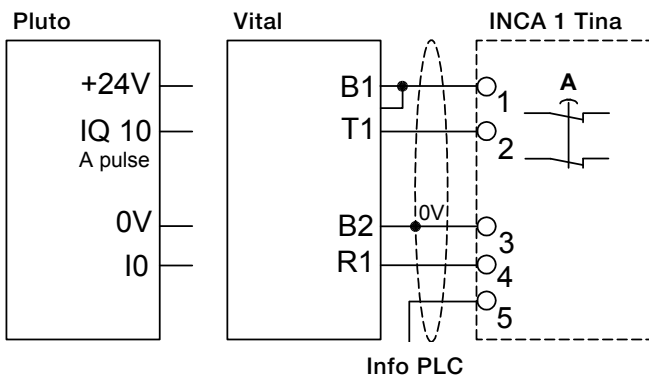 Pluto
Vital
INCA 1 Tina
+24V
B1
1
A
IQ 10
T1
2
A pulse
0V
B2
0V
3
I0
R1
4
5
Info PLC